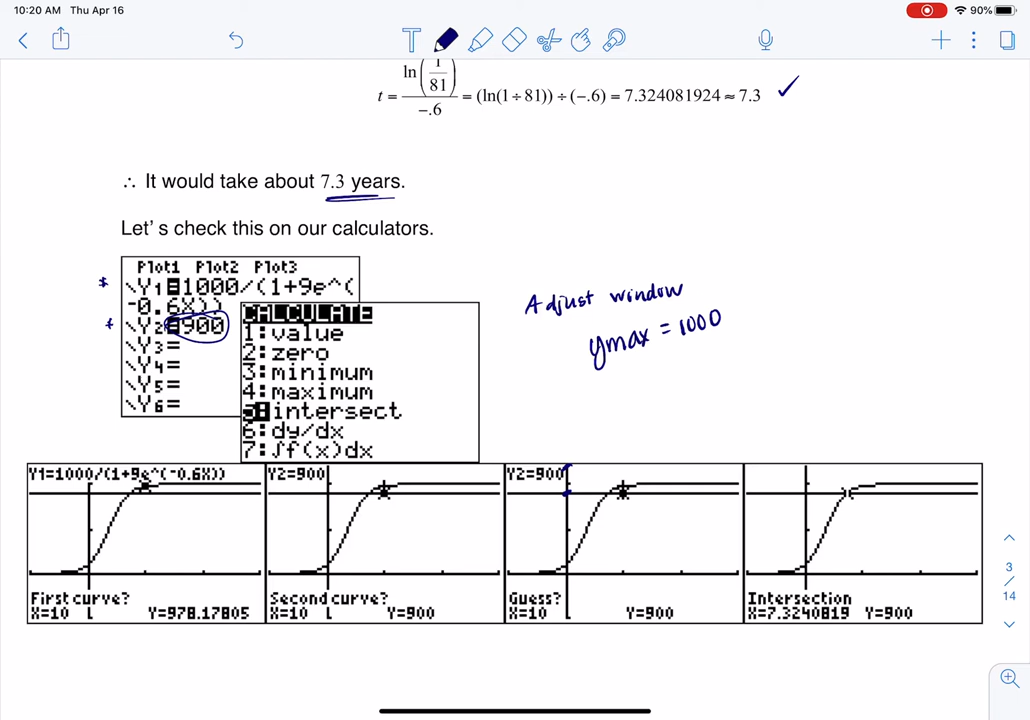 10:20 AM Thu Apr 16
90%
T
t = ln(1/81) / −.6 = (ln(1÷81)) ÷ (−.6) = 7.324081924 ≈ 7.3 ✓
∴ It would take about 7.3 years.
Let's check this on our calculators.
Plot1 Plot2 Plot3
\Y1=1000/(1+9e^(
-0.6X))
\Y2=900
\Y3=
\Y4=
\Y5=
\Y6=
CALCULATE
1:value
2:zero
3:minimum
4:maximum
5:intersect
6:dy/dx
7:∫f(x)dx
Adjust window
ymax = 1000
Y1=1000/(1+9e^(-0.6X))
First curve?
X=10 Y=978.17805
Y2=900
Second curve?
X=10 Y=900
Y2=900
Guess?
X=10 Y=900
Intersection
X=7.3240819 Y=900
3
/
14